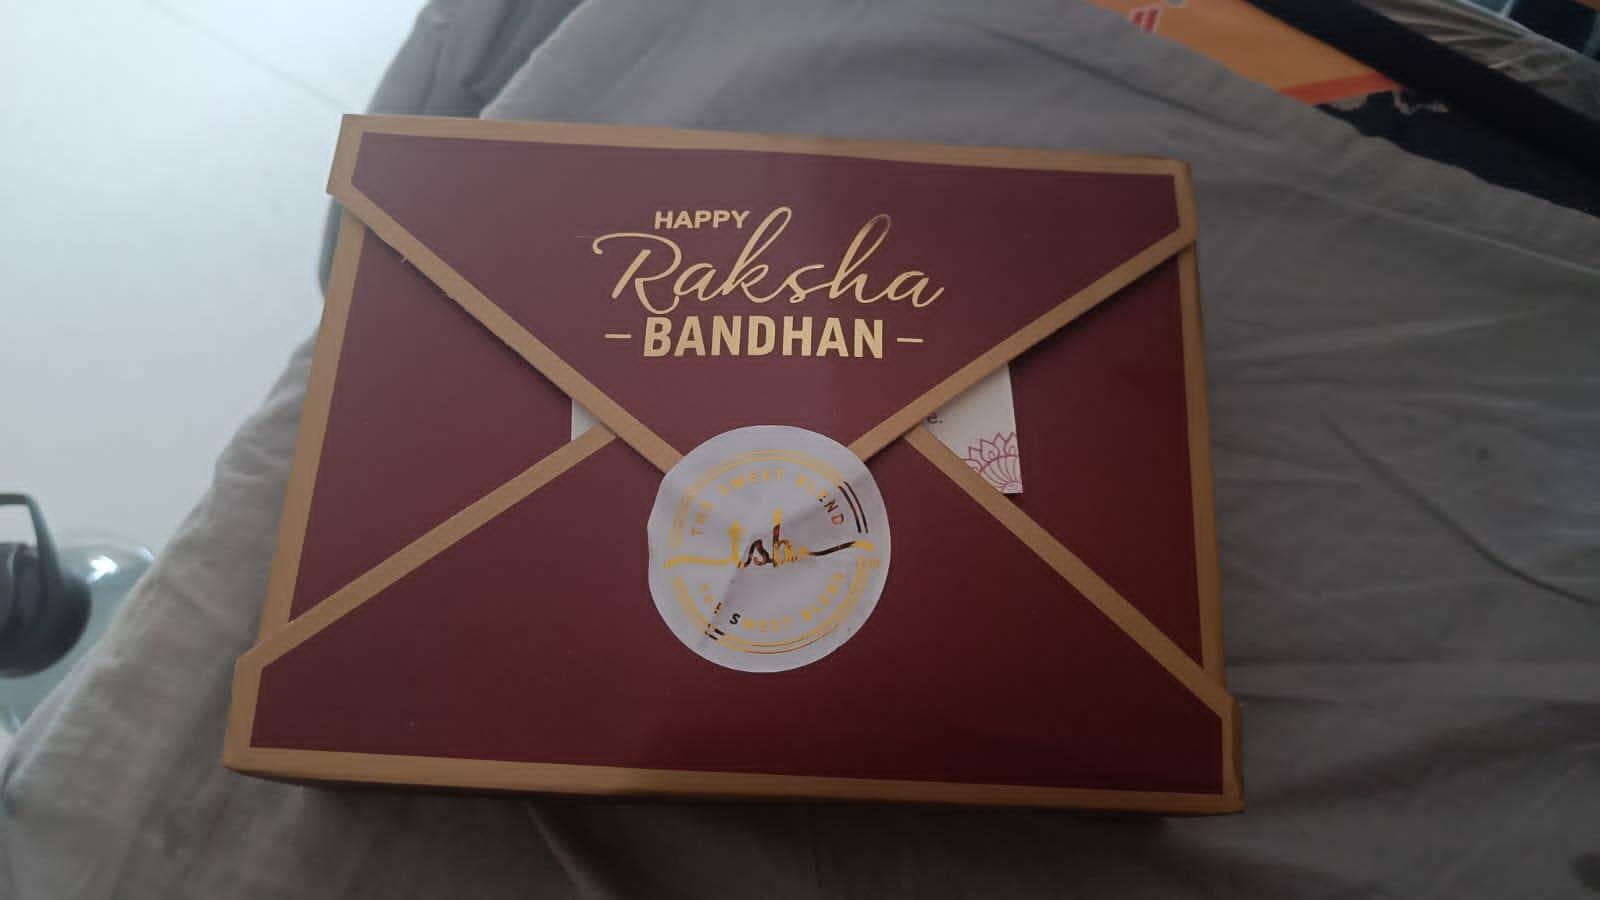 HAPPY
Raksha
- BANDHAN -
e.
THE SWEET BLEND
tsb
THE SWEET BLEND